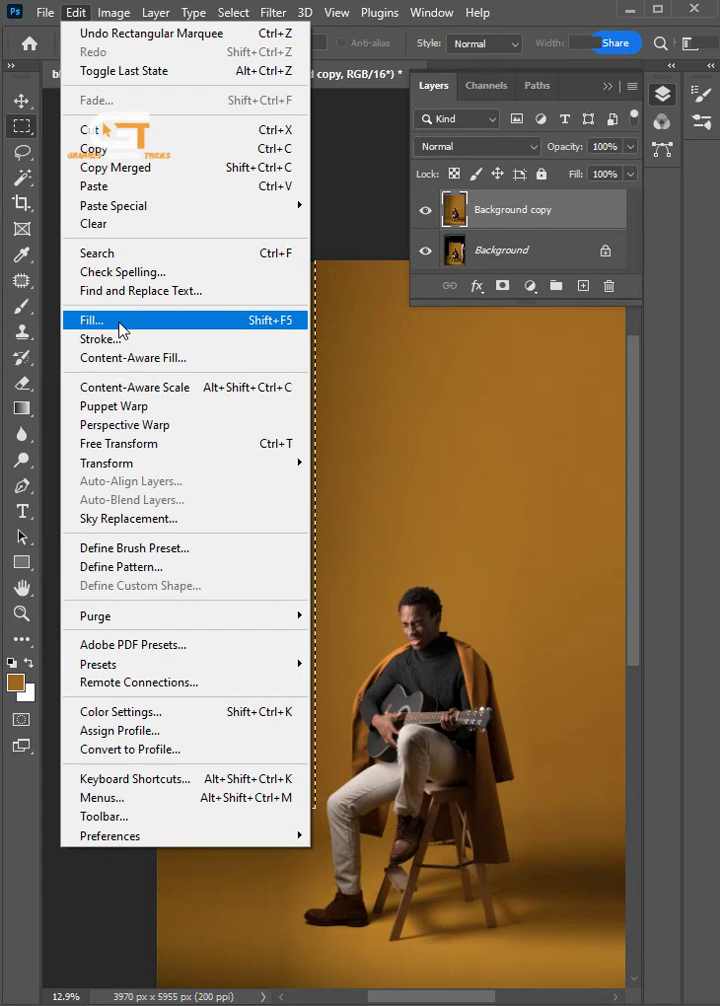 Ps File Edit Image Layer Type Select Filter 3D View Plugins Window Help
Undo Rectangular Marquee Ctrl+Z
Redo Shift+Ctrl+Z
Toggle Last State Alt+Ctrl+Z
Fade... Shift+Ctrl+F
Cut Ctrl+X
Copy Ctrl+C
Copy Merged Shift+Ctrl+C
Paste Ctrl+V
Paste Special
Clear
Search Ctrl+F
Check Spelling...
Find and Replace Text...
Fill... Shift+F5
Stroke...
Content-Aware Fill...
Content-Aware Scale Alt+Shift+Ctrl+C
Puppet Warp
Perspective Warp
Free Transform Ctrl+T
Transform
Auto-Align Layers...
Auto-Blend Layers...
Sky Replacement...
Define Brush Preset...
Define Pattern...
Define Custom Shape...
Purge
Adobe PDF Presets...
Presets
Remote Connections...
Color Settings... Shift+Ctrl+K
Assign Profile...
Convert to Profile...
Keyboard Shortcuts... Alt+Shift+Ctrl+K
Menus... Alt+Shift+Ctrl+M
Toolbar...
Preferences
Anti-alias Style: Normal Width: Share
d copy, RGB/16*) *
Layers Channels Paths
Kind
Normal Opacity: 100%
Lock: Fill: 100%
Background copy
Background
12.9% 3970 px x 5955 px (200 ppi)